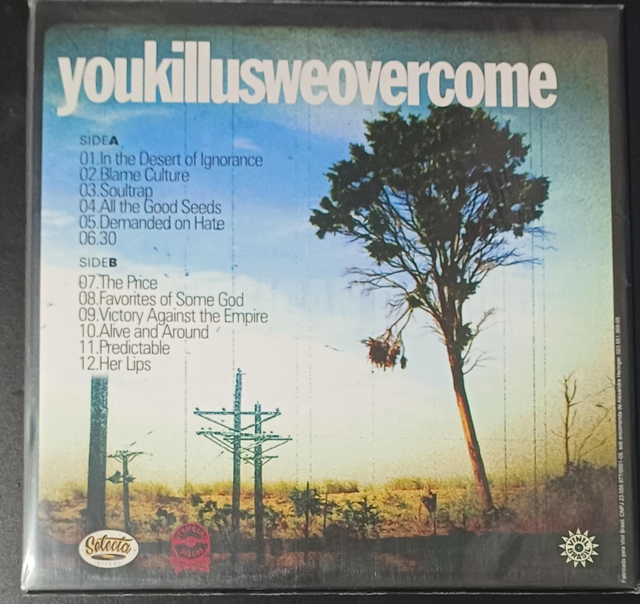 youkillusweovercome
SIDEA
01.In the Desert of Ignorance
02.Blame Culture
03.Soultrap
04.All the Good Seeds
05.Demanded on Hate
06.30
SIDEB
07.The Price
08.Favorites of Some God
09.Victory Against the Empire
10.Alive and Around
11.Predictable
12.Her Lips
Selecta
DISCOS